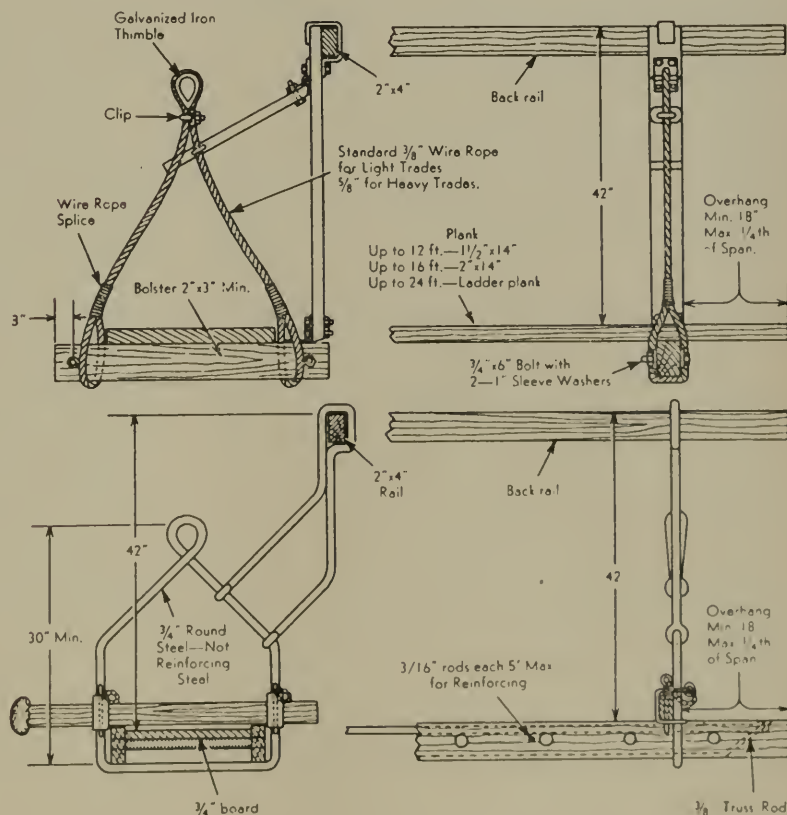 Galvanized Iron
Thimble
Clip
2"x4"
Standard 3/8" Wire Rope
for Light Trades
5/8" for Heavy Trades.
Wire Rope
Splice
Bolster 2"x3" Min.
3"
Back rail
42"
Overhang
Min. 18"
Max. 1/4th
of Span.
Plank
Up to 12 ft.—1 1/2"x14"
Up to 16 ft.—2"x14"
Up to 24 ft.—Ladder plank
3/4"x6" Bolt with
2—1" Sleeve Washers
2"x4"
Rail
42"
30" Min.
3/4" Round
Steel—Not
Reinforcing
Steel
3/4" board
Back rail
42
Overhang
Min. 18
Max 1/4th
of Span
3/16" rods each 5' Max
for Reinforcing
3/8 Truss Rod